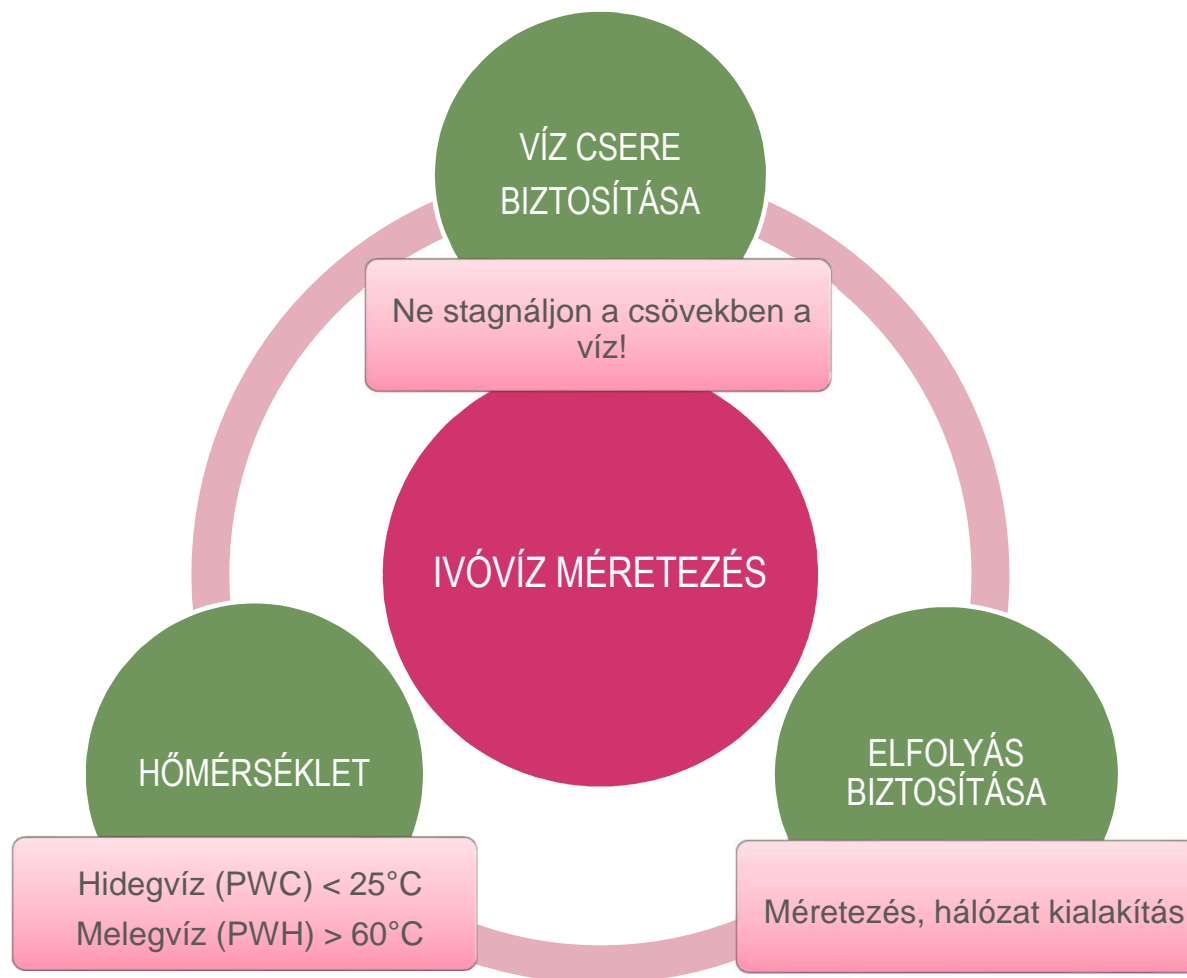 VÍZ CSERE
BIZTOSÍTÁSA
Ne stagnáljon a csövekben a
víz!
IVÓVÍZ MÉRETEZÉS
HŐMÉRSÉKLET
Hidegvíz (PWC) < 25°C
Melegvíz (PWH) > 60°C
ELFOLYÁS
BIZTOSÍTÁSA
Méretezés, hálózat kialakítás